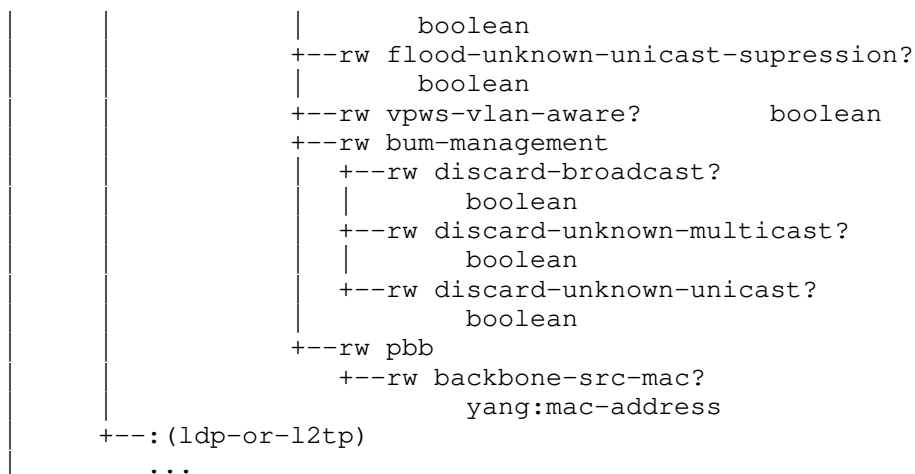 |     |           |       boolean
|     |           +--rw flood-unknown-unicast-supression?
|     |           |       boolean
|     |           +--rw vpws-vlan-aware?        boolean
|     |           +--rw bum-management
|     |           |  +--rw discard-broadcast?
|     |           |  |       boolean
|     |           |  +--rw discard-unknown-multicast?
|     |           |  |       boolean
|     |           |  +--rw discard-unknown-unicast?
|     |           |          boolean
|     |           +--rw pbb
|     |              +--rw backbone-src-mac?
|     |                      yang:mac-address
|     +--:(ldp-or-l2tp)
|        ...